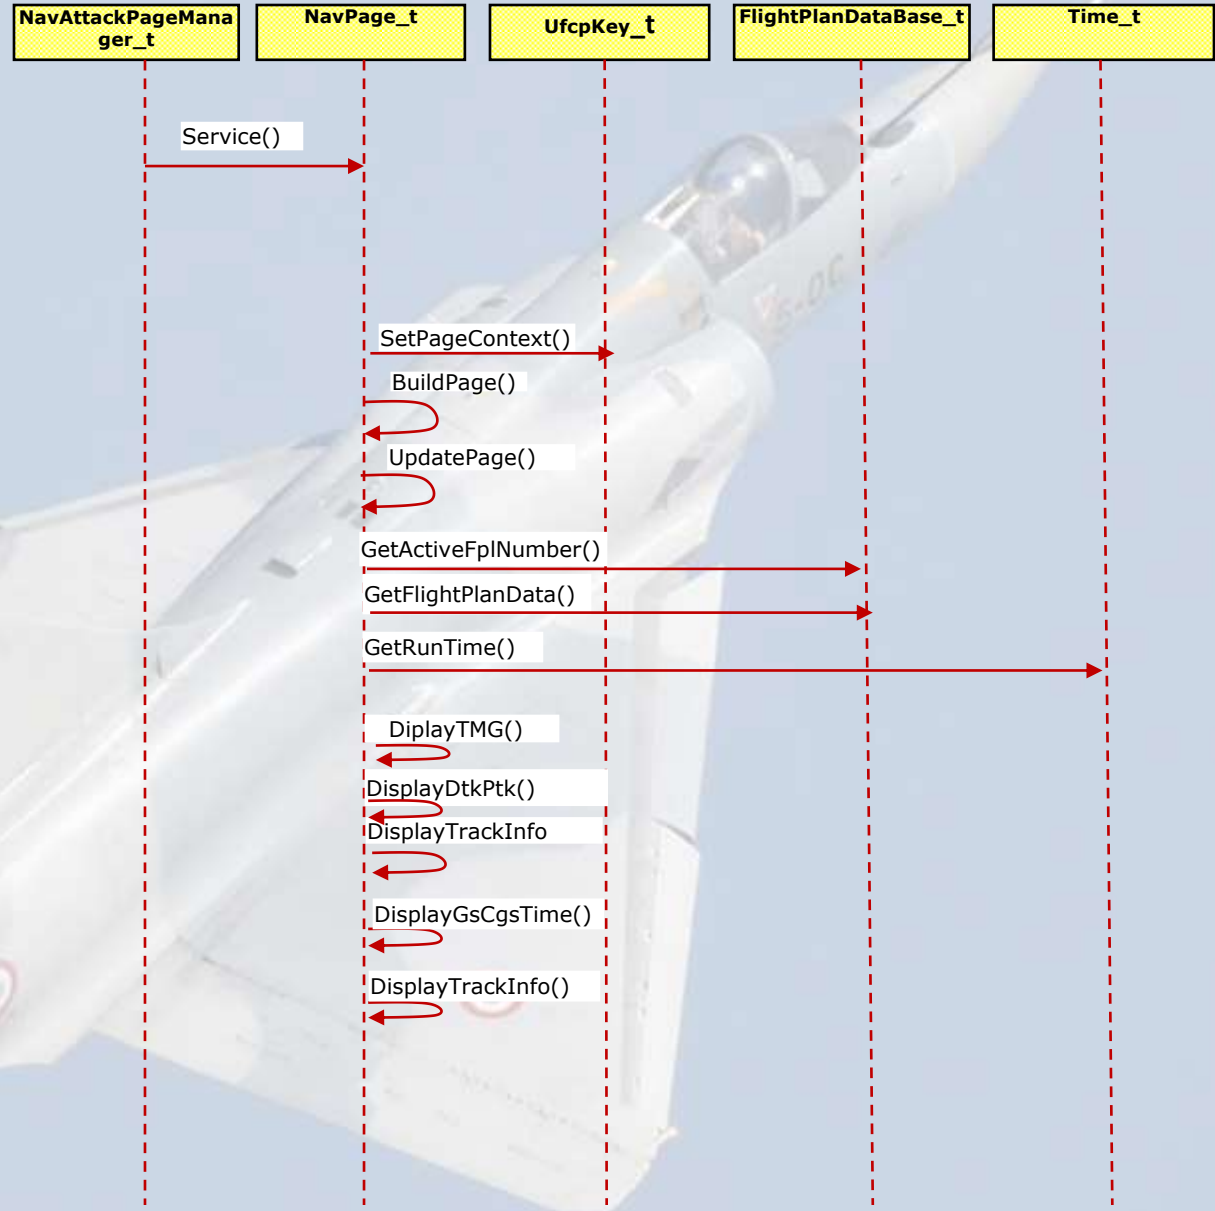 NavAttackPageMana
ger_t
NavPage_t
UfcpKey_t
FlightPlanDataBase_t
Time_t
Service()
SetPageContext()
BuildPage()
UpdatePage()
GetActiveFplNumber()
GetFlightPlanData()
GetRunTime()
DiplayTMG()
DisplayDtkPtk()
DisplayTrackInfo
DisplayGsCgsTime()
DisplayTrackInfo()